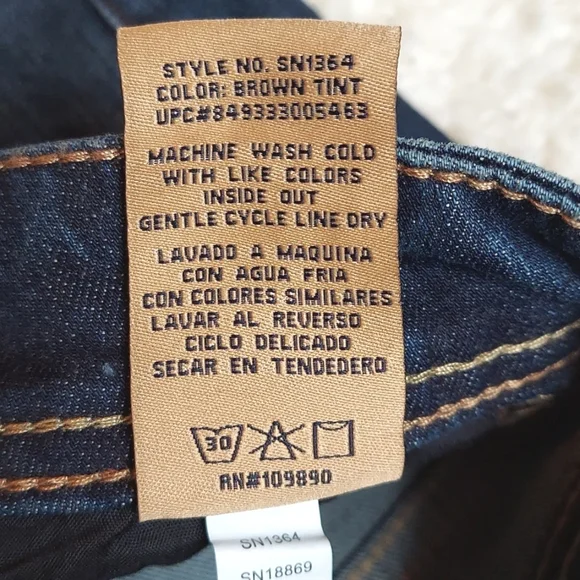 STYLE NO. SN1364
COLOR: BROWN TINT
UPC#849333005463
MACHINE WASH COLD
WITH LIKE COLORS
INSIDE OUT
GENTLE CYCLE LINE DRY
LAVADO A MAQUINA
CON AGUA FRIA
CON COLORES SIMILARES
LAVAR AL REVERSO
CICLO DELICADO
SECAR EN TENDEDERO
30
RN#109890
SN1364
SN18869